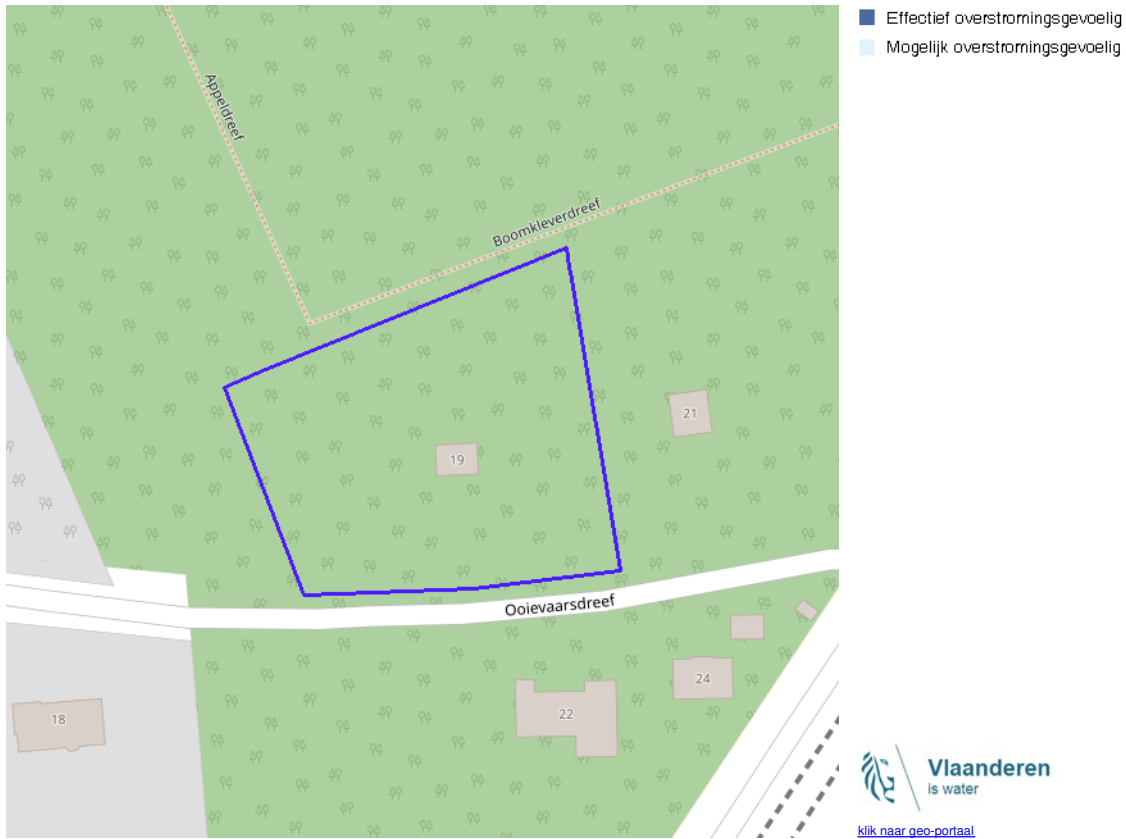 Effectief overstromingsgevoelig
Mogelijk overstromingsgevoelig
Appeldreef
Boomkleverdreef
21
19
Ooievaarsdreef
24
22
18
Vlaanderen
is water
klik naar geo-portaal